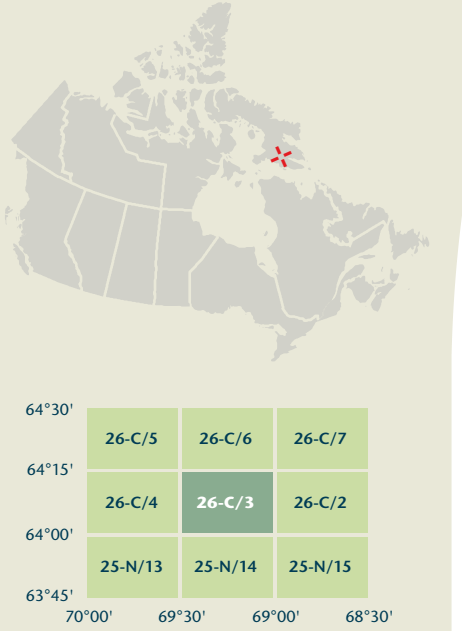 64°30'
26-C/5 26-C/6 26-C/7
64°15'
26-C/4 26-C/3 26-C/2
64°00'
25-N/13 25-N/14 25-N/15
63°45'
70°00' 69°30' 69°00' 68°30'